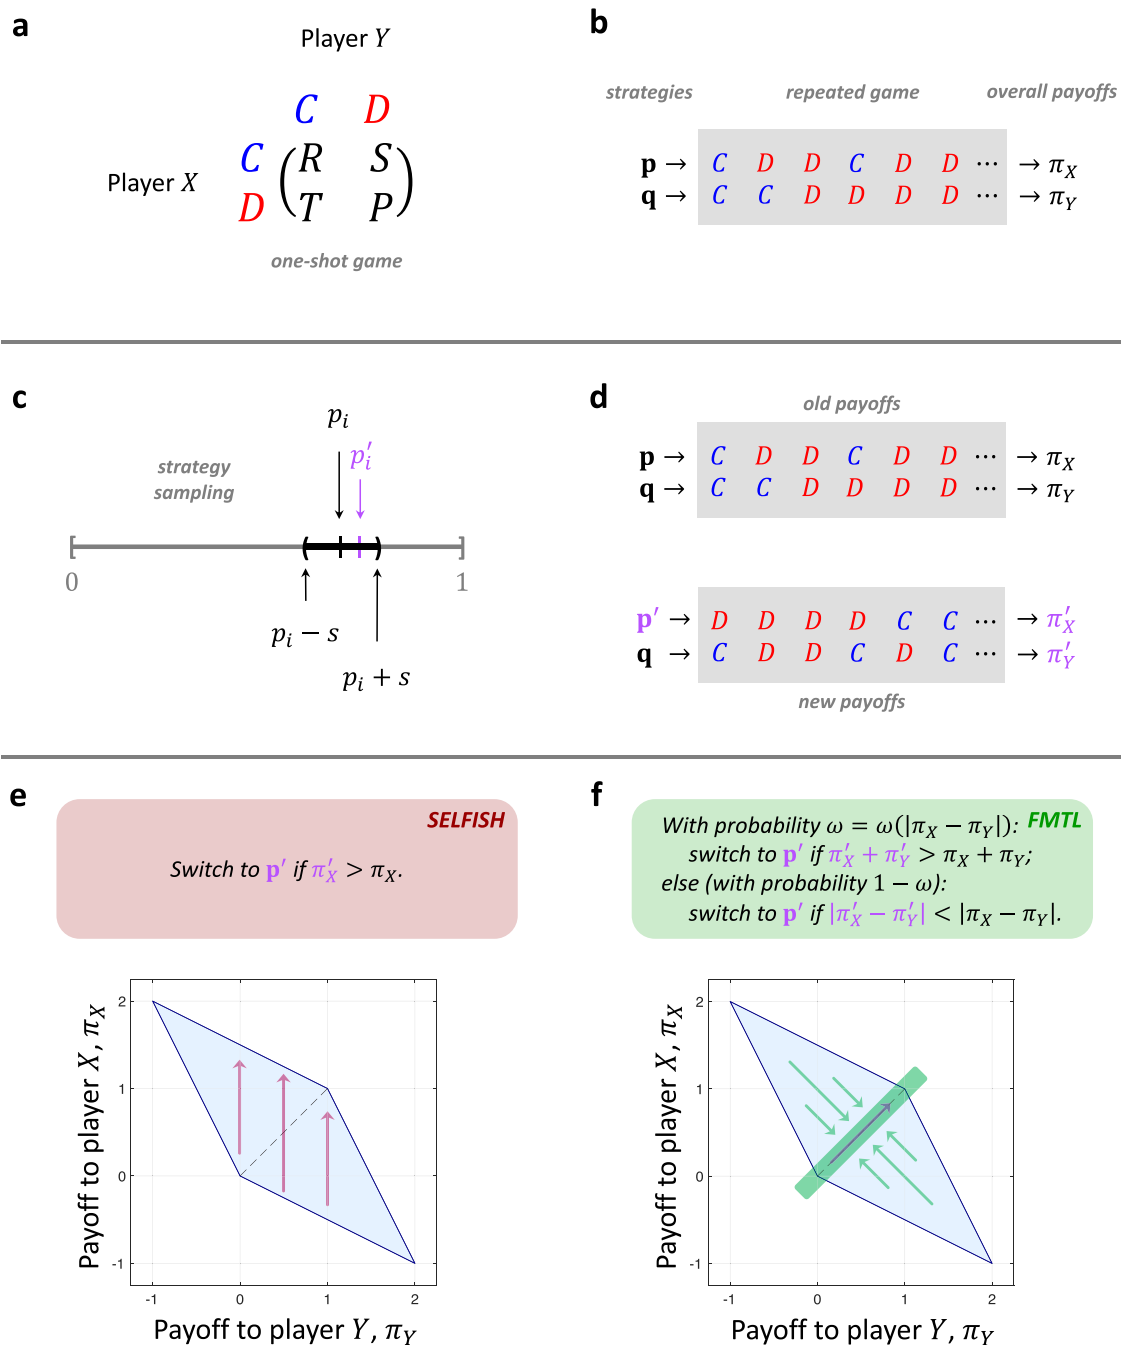 a
Player Y
C D
Player X
C R S
D T P
one-shot game
b
strategies repeated game overall payoffs
p → C D D C D D ⋯ → π_X
q → C C D D D D ⋯ → π_Y
c
p_i
p′_i
strategy
sampling
0 1
p_i − s
p_i + s
d
old payoffs
p → C D D C D D ⋯ → π_X
q → C C D D D D ⋯ → π_Y
p′ → D D D D C C ⋯ → π′_X
q → C D D C D C ⋯ → π′_Y
new payoffs
e
SELFISH
Switch to p′ if π′_X > π_X.
2
1
0
-1
-1 0 1 2
Payoff to player X, π_X
Payoff to player Y, π_Y
f
With probability ω = ω(|π_X − π_Y|): FMTL
switch to p′ if π′_X + π′_Y > π_X + π_Y;
else (with probability 1 − ω):
switch to p′ if |π′_X − π′_Y| < |π_X − π_Y|.
2
1
0
-1
-1 0 1 2
Payoff to player X, π_X
Payoff to player Y, π_Y